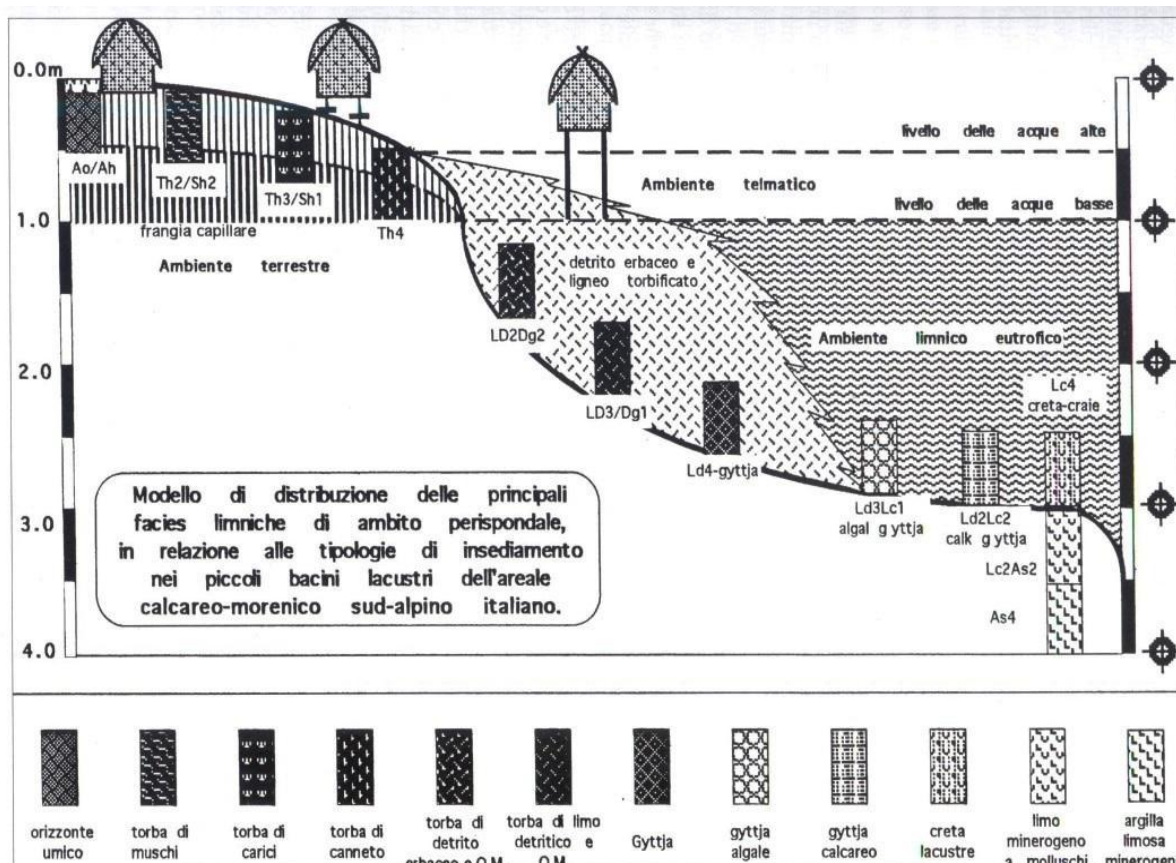 0.0m
livello delle acque alte
Ao/Ah
Th2/Sh2
Th3/Sh1
Th4
Ambiente telmatico
livello delle acque basse
1.0
frangia capillare
Ambiente terrestre
detrito erbaceo e
ligneo torbificato
LD2Dg2
Ambiente limnico eutrofico
2.0
LD3/Dg1
Lc4
creta-craie
Ld4-gyttja
Modello di distribuzione delle principali
facies limniche di ambito perispondale,
in relazione alle tipologie di insediamento
nei piccoli bacini lacustri dell'areale
calcareo-morenico sud-alpino italiano.
3.0
Ld3Lc1
algal g yttja
Ld2Lc2
calk g yttja
Lc2As2
As4
4.0
orizzonte
umico
torba di
muschi
torba di
carici
torba di
canneto
torba di
detrito
erbaceo e O.M.
torba di limo
detritico e
O.M.
Gyttja
gyttja
algale
gyttja
calcareo
creta
lacustre
limo
minerogeno
a molluschi
argilla
limosa